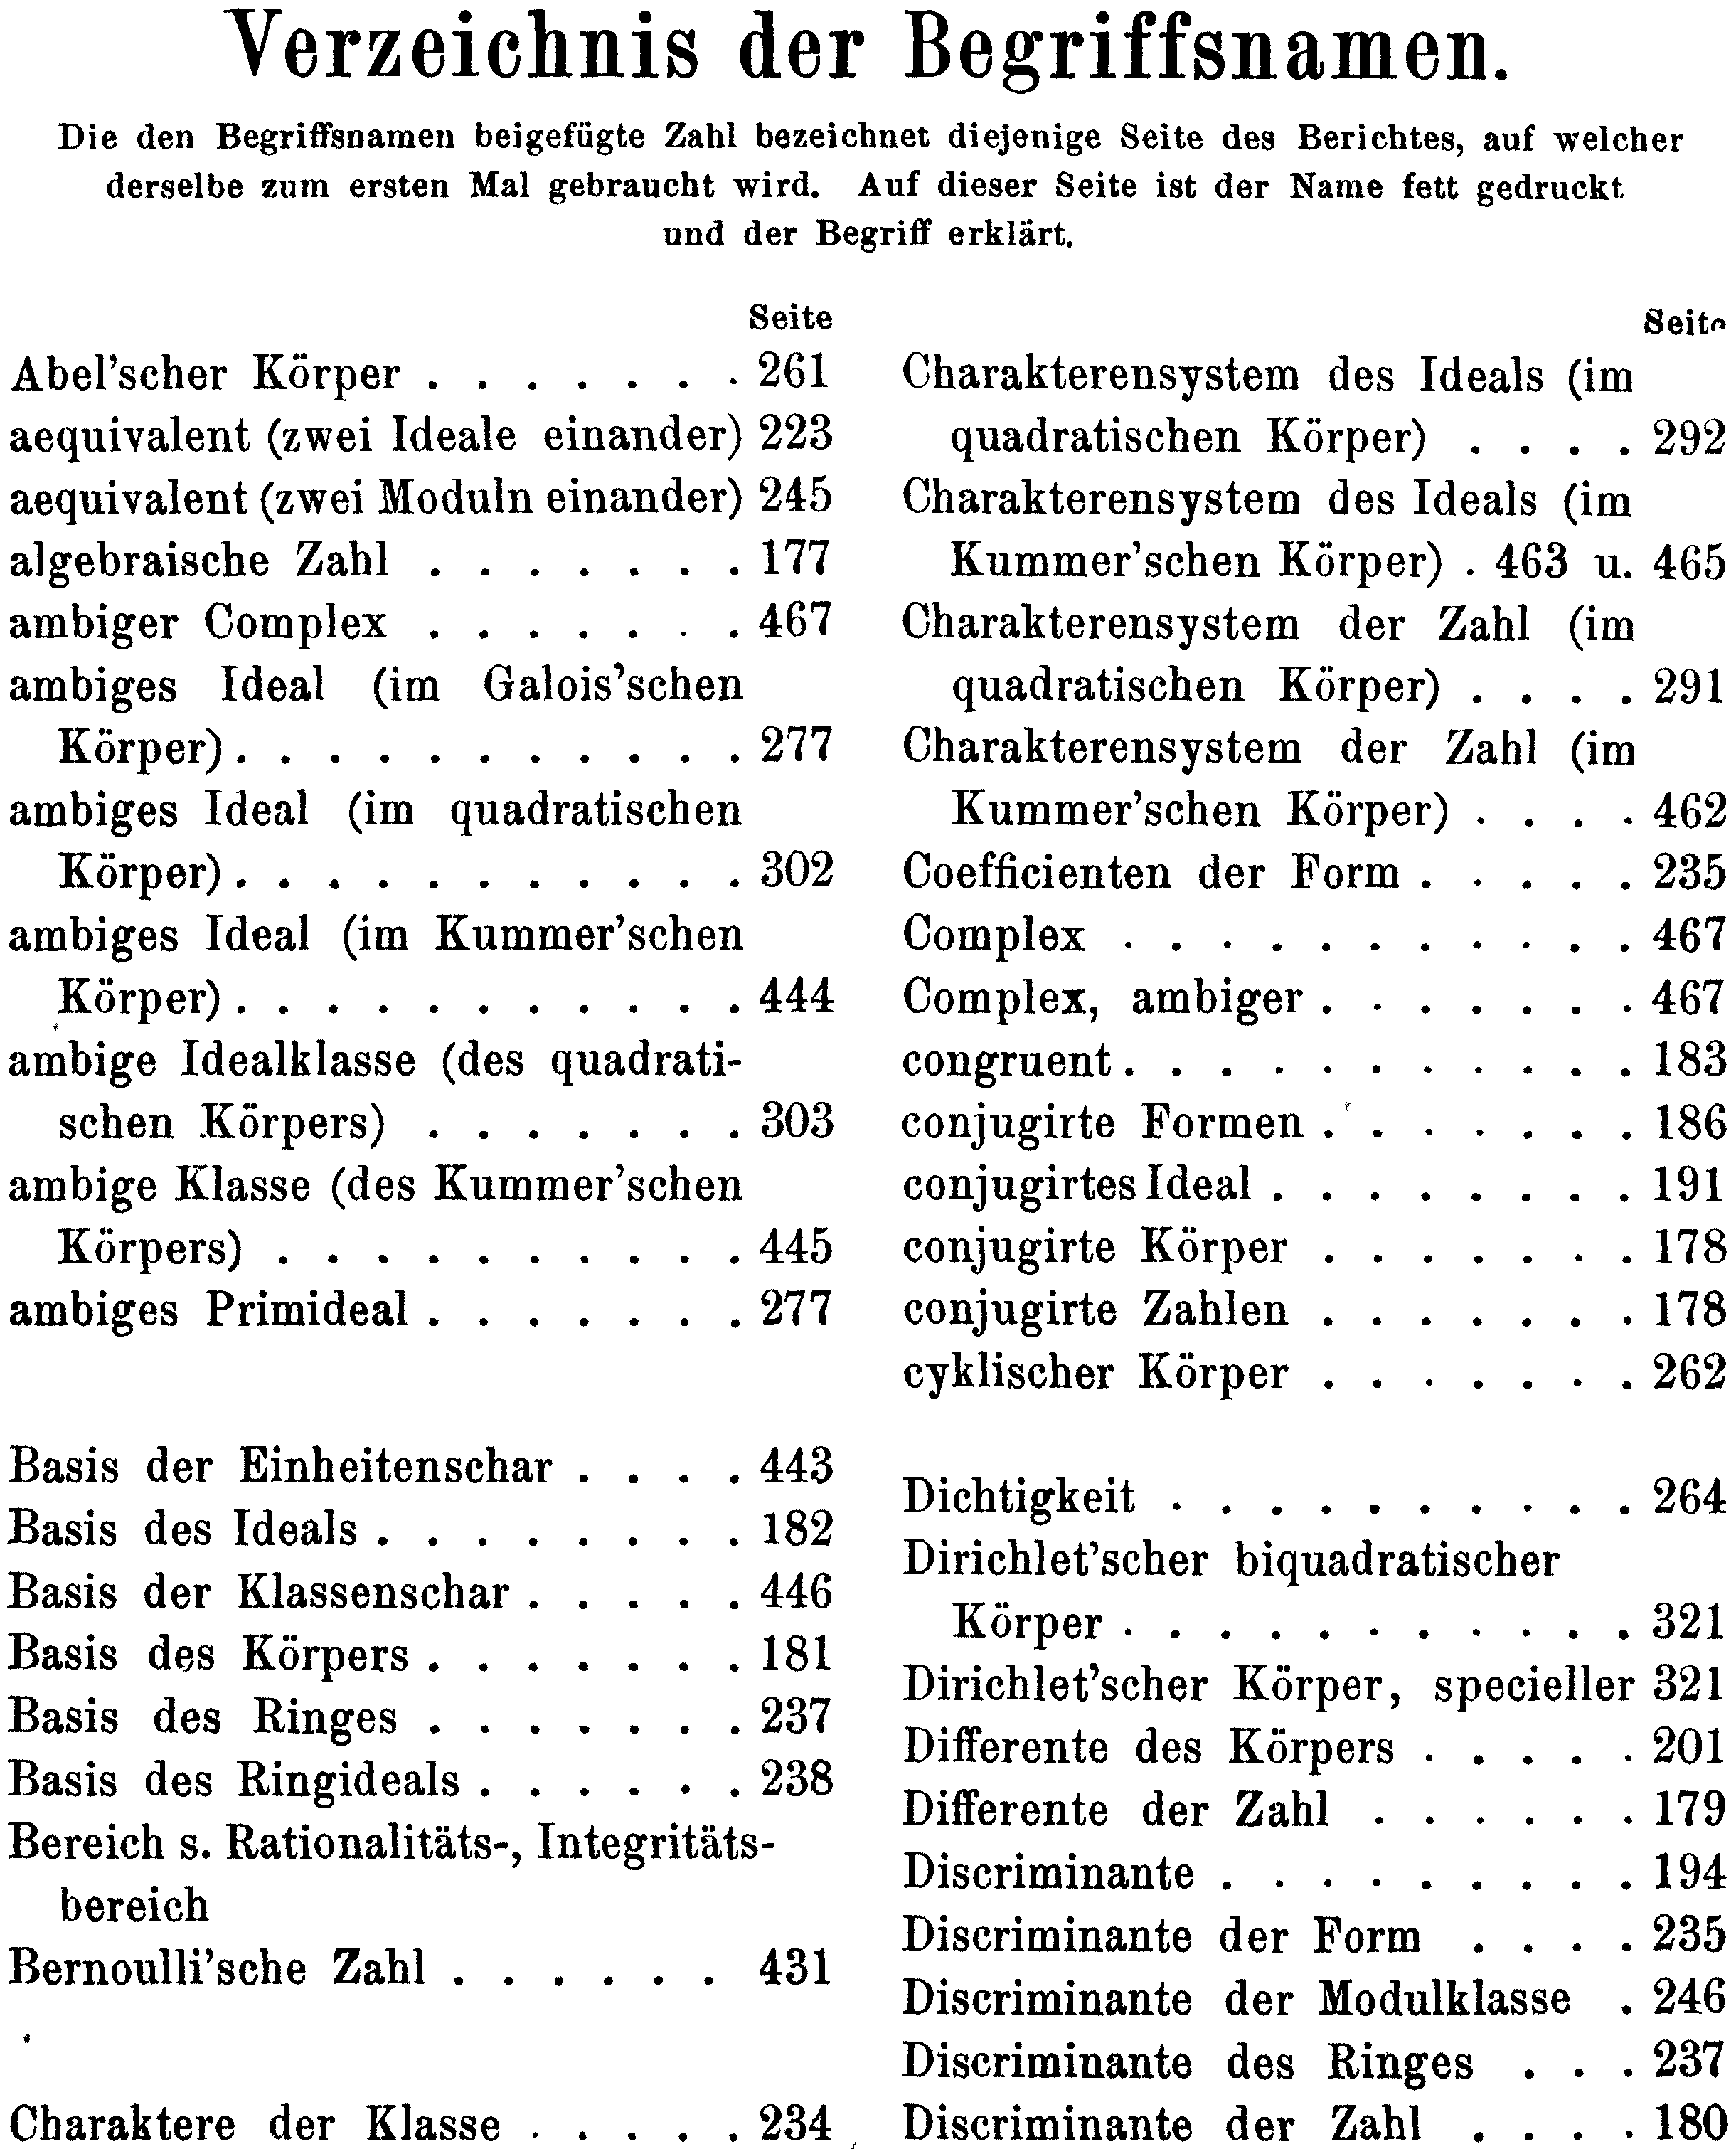 Verzeichnis der Begriffsnamen.
Die den Begriffsnamen beigefügte Zahl bezeichnet diejenige Seite des Berichtes, auf welcher
derselbe zum ersten Mal gebraucht wird. Auf dieser Seite ist der Name fett gedruckt
und der Begriff erklärt.
Seite
Abel'scher Körper . . . . . . . 261
aequivalent (zwei Ideale einander) 223
aequivalent (zwei Moduln einander) 245
algebraische Zahl . . . . . . . 177
ambiger Complex . . . . . . . 467
ambiges Ideal (im Galois'schen
Körper) . . . . . . . . . . . 277
ambiges Ideal (im quadratischen
Körper) . . . . . . . . . . . 302
ambiges Ideal (im Kummer'schen
Körper) . . . . . . . . . . . 444
ambige Idealklasse (des quadrati-
schen Körpers) . . . . . . . 303
ambige Klasse (des Kummer'schen
Körpers) . . . . . . . . . . 445
ambiges Primideal . . . . . . . 277
Basis der Einheitenschar . . . . 443
Basis des Ideals . . . . . . . . 182
Basis der Klassenschar . . . . . 446
Basis des Körpers . . . . . . . 181
Basis des Ringes . . . . . . . 237
Basis des Ringideals . . . . . . 238
Bereich s. Rationalitäts-, Integritäts-
bereich
Bernoulli'sche Zahl . . . . . . 431
Charaktere der Klasse . . . . . 234
Seite
Charakterensystem des Ideals (im
quadratischen Körper) . . . . 292
Charakterensystem des Ideals (im
Kummer'schen Körper) . 463 u. 465
Charakterensystem der Zahl (im
quadratischen Körper) . . . . 291
Charakterensystem der Zahl (im
Kummer'schen Körper) . . . . 462
Coefficienten der Form . . . . . 235
Complex . . . . . . . . . . . 467
Complex, ambiger . . . . . . . 467
congruent . . . . . . . . . . . 183
conjugirte Formen . . . . . . . 186
conjugirtes Ideal . . . . . . . . 191
conjugirte Körper . . . . . . . 178
conjugirte Zahlen . . . . . . . 178
cyklischer Körper . . . . . . . 262
Dichtigkeit . . . . . . . . . . 264
Dirichlet'scher biquadratischer
Körper . . . . . . . . . . . 321
Dirichlet'scher Körper, specieller 321
Differente des Körpers . . . . . 201
Differente der Zahl . . . . . . 179
Discriminante . . . . . . . . . 194
Discriminante der Form . . . . 235
Discriminante der Modulklasse . 246
Discriminante des Ringes . . . 237
Discriminante der Zahl . . . . 180